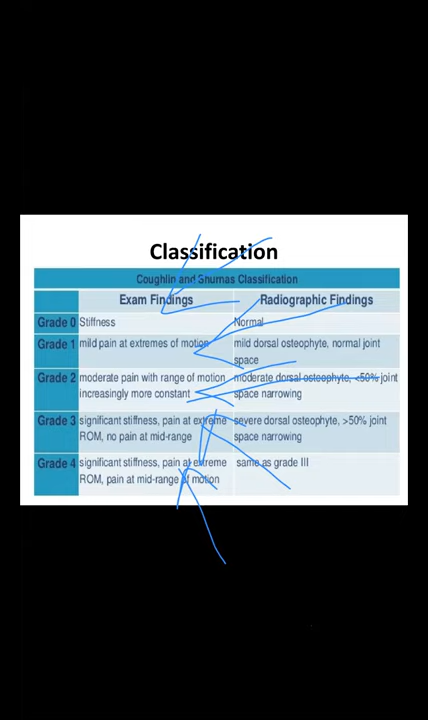 Classification
Coughlin and Shurnas Classification
Exam Findings Radiographic Findings
Grade 0 Stiffness Normal
Grade 1 mild pain at extremes of motion mild dorsal osteophyte, normal joint
space
Grade 2 moderate pain with range of motion moderate dorsal osteophyte, <50% joint
increasingly more constant space narrowing
Grade 3 significant stiffness, pain at extreme severe dorsal osteophyte, >50% joint
ROM, no pain at mid-range space narrowing
Grade 4 significant stiffness, pain at extreme same as grade III
ROM, pain at mid-range of motion